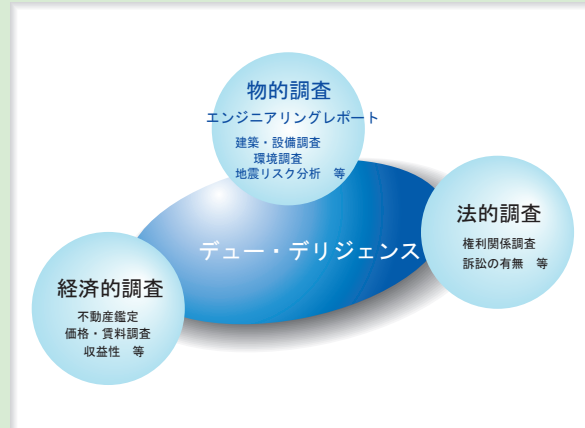 物的調査
エンジニアリングレポート
建築・設備調査
環境調査
地震リスク分析　等
デュー・デリジェンス
法的調査
権利関係調査
訴訟の有無　等
経済的調査
不動産鑑定
価格・賃料調査
収益性　等